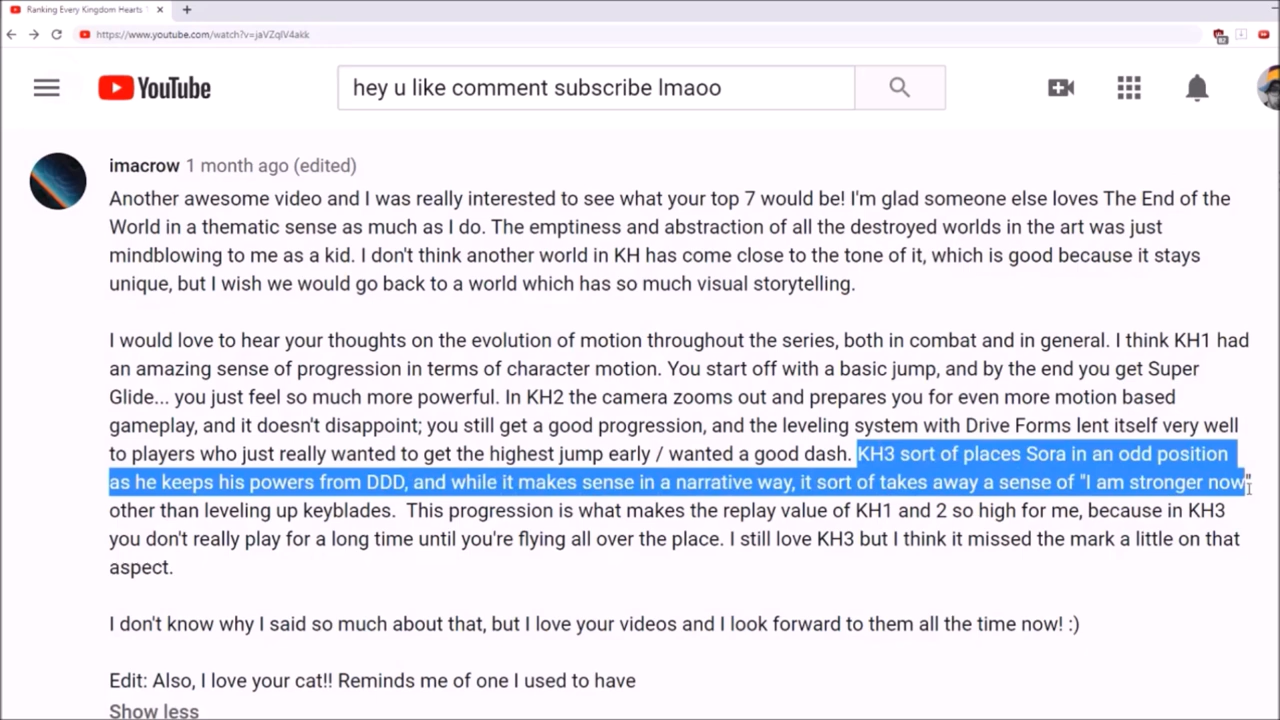 Ranking Every Kingdom Hearts
https://www.youtube.com/watch?v=jaVZqlV4akk
YouTube
hey u like comment subscribe lmaoo
imacrow 1 month ago (edited)
Another awesome video and I was really interested to see what your top 7 would be! I'm glad someone else loves The End of the
World in a thematic sense as much as I do. The emptiness and abstraction of all the destroyed worlds in the art was just
mindblowing to me as a kid. I don't think another world in KH has come close to the tone of it, which is good because it stays
unique, but I wish we would go back to a world which has so much visual storytelling.
I would love to hear your thoughts on the evolution of motion throughout the series, both in combat and in general. I think KH1 had
an amazing sense of progression in terms of character motion. You start off with a basic jump, and by the end you get Super
Glide... you just feel so much more powerful. In KH2 the camera zooms out and prepares you for even more motion based
gameplay, and it doesn't disappoint; you still get a good progression, and the leveling system with Drive Forms lent itself very well
to players who just really wanted to get the highest jump early / wanted a good dash. KH3 sort of places Sora in an odd position
as he keeps his powers from DDD, and while it makes sense in a narrative way, it sort of takes away a sense of "I am stronger now"
other than leveling up keyblades.  This progression is what makes the replay value of KH1 and 2 so high for me, because in KH3
you don't really play for a long time until you're flying all over the place. I still love KH3 but I think it missed the mark a little on that
aspect.
I don't know why I said so much about that, but I love your videos and I look forward to them all the time now! :)
Edit: Also, I love your cat!! Reminds me of one I used to have
Show less